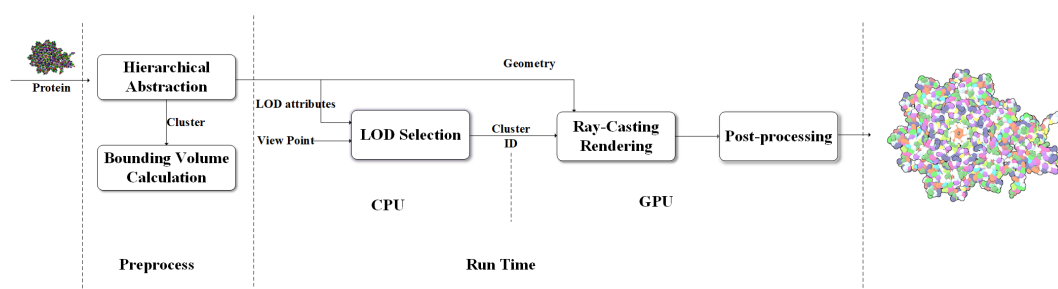 Protein
Hierarchical
Abstraction
Cluster
Bounding Volume
Calculation
Preprocess
Geometry
LOD attributes
View Point
LOD Selection
Cluster
ID
Ray-Casting
Rendering
Post-processing
CPU
GPU
Run Time